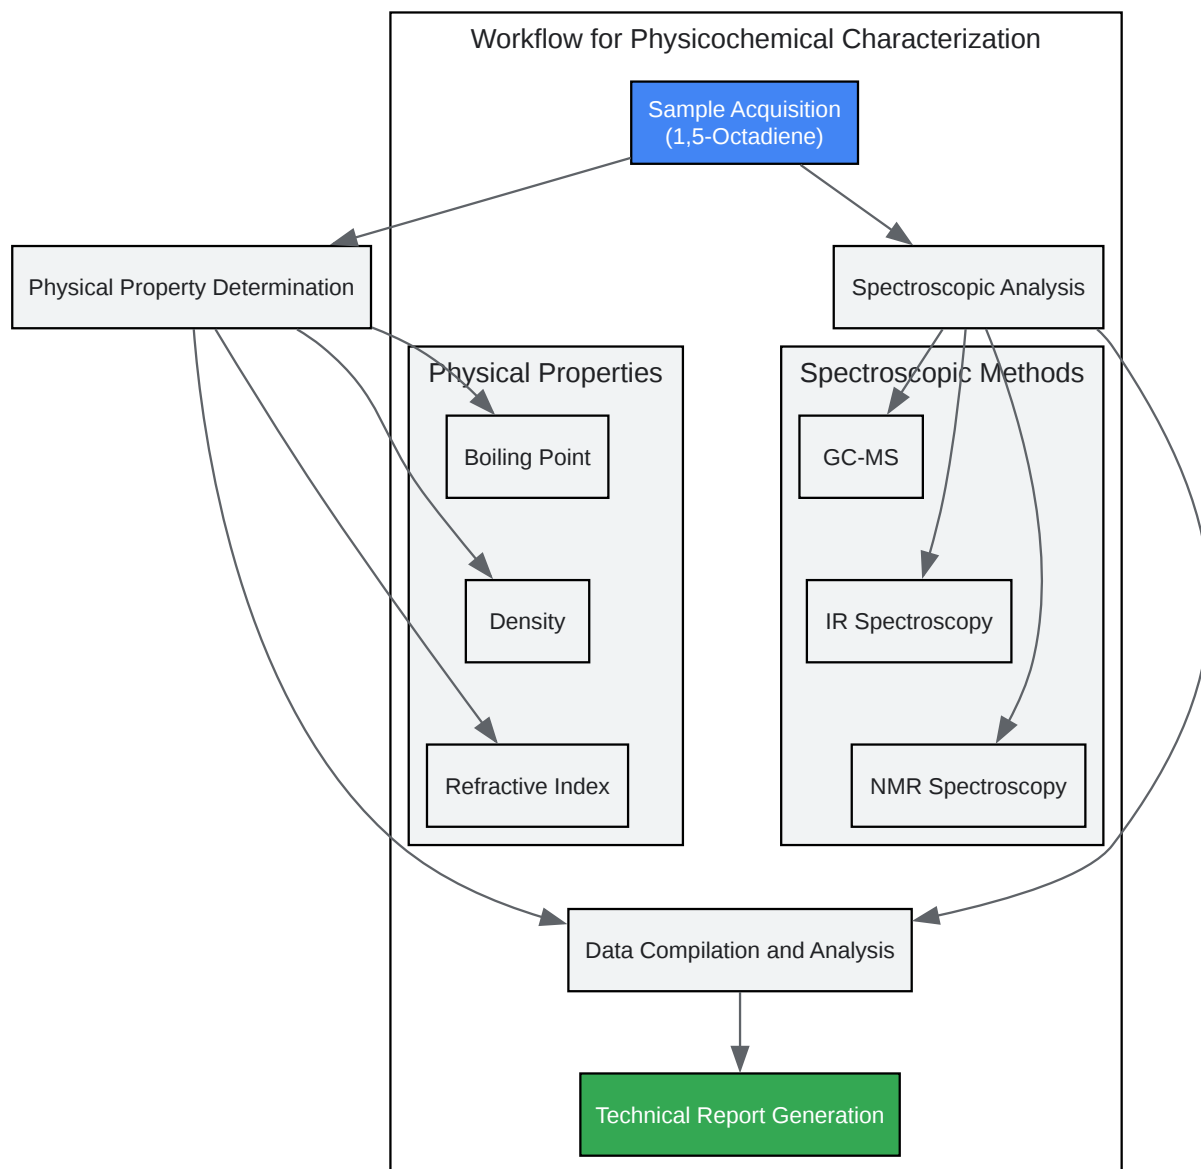 Workflow for Physicochemical Characterization
Sample Acquisition
(1,5-Octadiene)
Physical Property Determination
Spectroscopic Analysis
Physical Properties
Spectroscopic Methods
Boiling Point
GC-MS
Density
IR Spectroscopy
Refractive Index
NMR Spectroscopy
Data Compilation and Analysis
Technical Report Generation